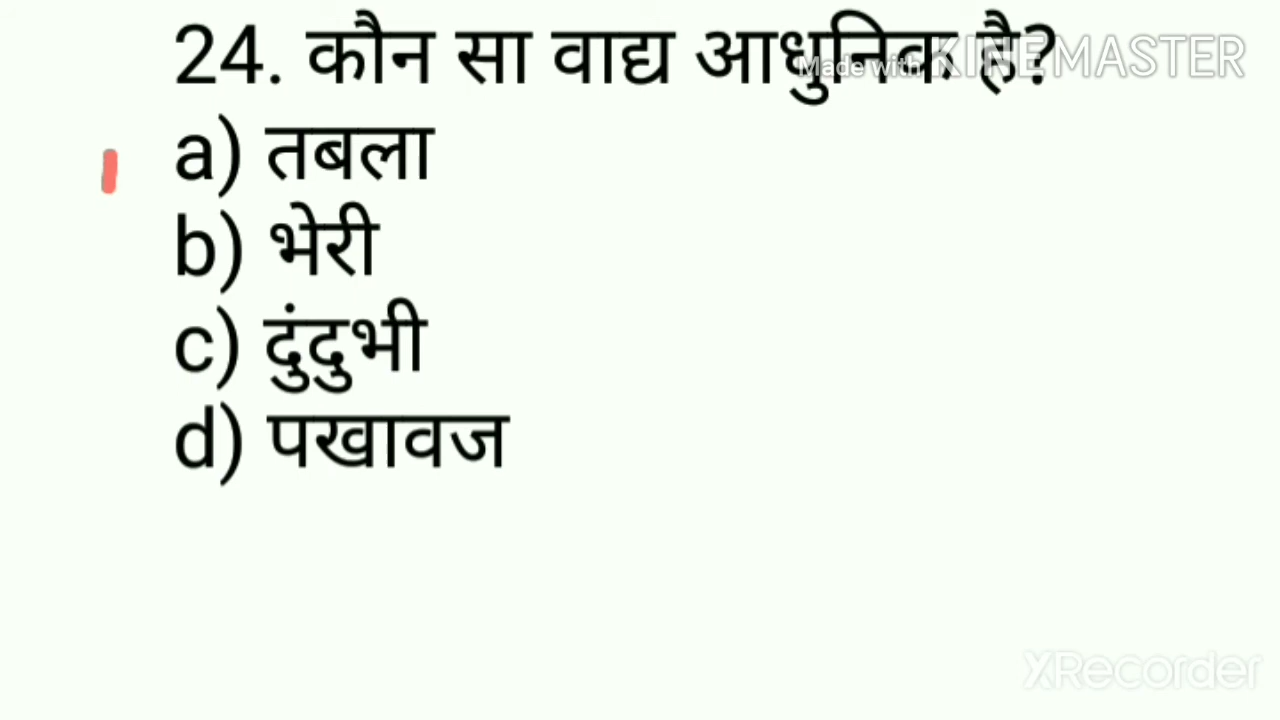 24. कौन सा वाद्य आधुनिक है?
Made with KINEMASTER
a) तबला
b) भेरी
c) दुंदुभी
d) पखावज
XRecorder